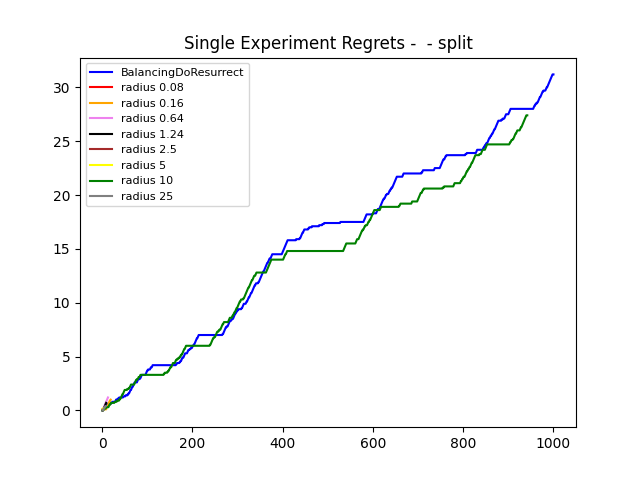 Single Experiment Regrets -  - split
BalancingDoResurrect
radius 0.08
radius 0.16
radius 0.64
radius 1.24
radius 2.5
radius 5
radius 10
radius 25
30
25
20
15
10
5
0
0 200 400 600 800 1000